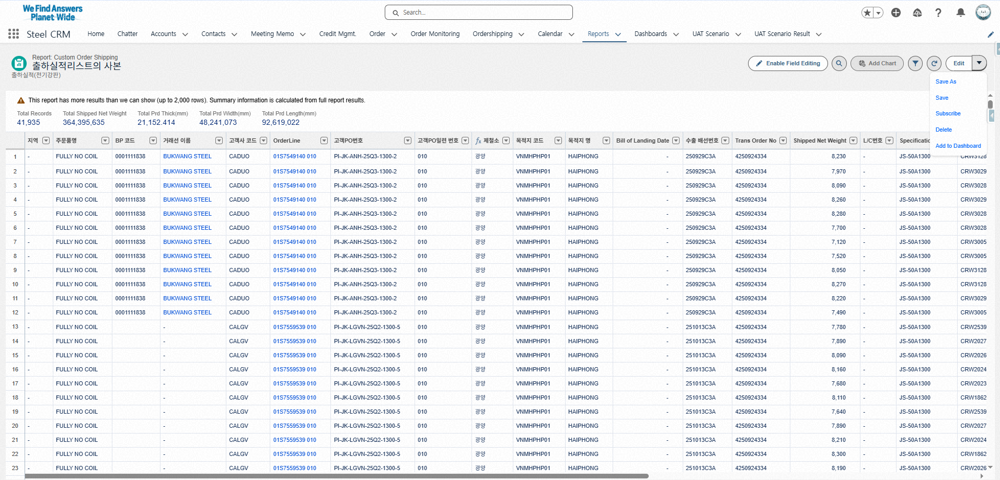 We Find Answers
Planet Wide
Search...
Steel CRM Home Chatter Accounts Contacts Meeting Memo Credit Mgmt. Order Order Monitoring Ordershipping Calendar Reports Dashboards UAT Scenario UAT Scenario Result
Report: Custom Order Shipping
출하실적리스트의 사본
출하실적(전기강판)
Enable Field Editing Add Chart Edit
Save As
Save
Subscribe
Delete
Add to Dashboard
This report has more results than we can show (up to 2,000 rows). Summary information is calculated from full report results.
Total Records Total Shipped Net Weight Total Prd Thick(mm) Total Prd Width(mm) Total Prd Length(mm)
41,935 364,395,635 21,152.414 48,241,073 92,619,022
지역 주문품명 BP 코드 거래선 이름 고객사 코드 OrderLine 고객PO번호 고객PO일련 번호 fx 제철소 목적지 코드 목적지 명 Bill of Landing Date 수출 배선번호 Trans Order No Shipped Net Weight L/C번호 Specificatio
1 - FULLY NO COIL 0001111838 BUKWANG STEEL CADUO 01S7549140 010 PI-JK-ANH-25Q3-1300-2 010 광양 VNMHPHP01 HAIPHONG - 250929C3A 4250924334 8,230 - JS-50A1300 CRW3128
2 - FULLY NO COIL 0001111838 BUKWANG STEEL CADUO 01S7549140 010 PI-JK-ANH-25Q3-1300-2 010 광양 VNMHPHP01 HAIPHONG - 250929C3A 4250924334 7,970 - JS-50A1300 CRW3029
3 - FULLY NO COIL 0001111838 BUKWANG STEEL CADUO 01S7549140 010 PI-JK-ANH-25Q3-1300-2 010 광양 VNMHPHP01 HAIPHONG - 250929C3A 4250924334 8,090 - JS-50A1300 CRW3028
4 - FULLY NO COIL 0001111838 BUKWANG STEEL CADUO 01S7549140 010 PI-JK-ANH-25Q3-1300-2 010 광양 VNMHPHP01 HAIPHONG - 250929C3A 4250924334 8,260 - JS-50A1300 CRW3029
5 - FULLY NO COIL 0001111838 BUKWANG STEEL CADUO 01S7549140 010 PI-JK-ANH-25Q3-1300-2 010 광양 VNMHPHP01 HAIPHONG - 250929C3A 4250924334 8,280 - JS-50A1300 CRW3028
6 - FULLY NO COIL 0001111838 BUKWANG STEEL CADUO 01S7549140 010 PI-JK-ANH-25Q3-1300-2 010 광양 VNMHPHP01 HAIPHONG - 250929C3A 4250924334 7,700 - JS-50A1300 CRW3028
7 - FULLY NO COIL 0001111838 BUKWANG STEEL CADUO 01S7549140 010 PI-JK-ANH-25Q3-1300-2 010 광양 VNMHPHP01 HAIPHONG - 250929C3A 4250924334 7,120 - JS-50A1300 CRW3005
8 - FULLY NO COIL 0001111838 BUKWANG STEEL CADUO 01S7549140 010 PI-JK-ANH-25Q3-1300-2 010 광양 VNMHPHP01 HAIPHONG - 250929C3A 4250924334 7,520 - JS-50A1300 CRW3005
9 - FULLY NO COIL 0001111838 BUKWANG STEEL CADUO 01S7549140 010 PI-JK-ANH-25Q3-1300-2 010 광양 VNMHPHP01 HAIPHONG - 250929C3A 4250924334 8,050 - JS-50A1300 CRW3128
10 - FULLY NO COIL 0001111838 BUKWANG STEEL CADUO 01S7549140 010 PI-JK-ANH-25Q3-1300-2 010 광양 VNMHPHP01 HAIPHONG - 250929C3A 4250924334 8,270 - JS-50A1300 CRW3128
11 - FULLY NO COIL 0001111838 BUKWANG STEEL CADUO 01S7549140 010 PI-JK-ANH-25Q3-1300-2 010 광양 VNMHPHP01 HAIPHONG - 250929C3A 4250924334 8,220 - JS-50A1300 CRW3029
12 - FULLY NO COIL 0001111838 BUKWANG STEEL CADUO 01S7549140 010 PI-JK-ANH-25Q3-1300-2 010 광양 VNMHPHP01 HAIPHONG - 250929C3A 4250924334 7,490 - JS-50A1300 CRW3005
13 - FULLY NO COIL - CALGV 01S7559539 010 PI-JK-LGVN-25Q2-1300-5 010 광양 VNMHPHP01 HAIPHONG - 251013C3A 4250924334 7,780 - JS-50A1300 CRW2539
14 - FULLY NO COIL - CALGV 01S7559539 010 PI-JK-LGVN-25Q2-1300-5 010 광양 VNMHPHP01 HAIPHONG - 251013C3A 4250924334 7,890 - JS-50A1300 CRW2027
15 - FULLY NO COIL - CALGV 01S7559539 010 PI-JK-LGVN-25Q2-1300-5 010 광양 VNMHPHP01 HAIPHONG - 251013C3A 4250924334 8,090 - JS-50A1300 CRW2026
16 - FULLY NO COIL - CALGV 01S7559539 010 PI-JK-LGVN-25Q2-1300-5 010 광양 VNMHPHP01 HAIPHONG - 251013C3A 4250924334 8,160 - JS-50A1300 CRW2024
17 - FULLY NO COIL - CALGV 01S7559539 010 PI-JK-LGVN-25Q2-1300-5 010 광양 VNMHPHP01 HAIPHONG - 251013C3A 4250924334 7,680 - JS-50A1300 CRW2023
18 - FULLY NO COIL - CALGV 01S7559539 010 PI-JK-LGVN-25Q2-1300-5 010 광양 VNMHPHP01 HAIPHONG - 251013C3A 4250924334 8,110 - JS-50A1300 CRW1862
19 - FULLY NO COIL - CALGV 01S7559539 010 PI-JK-LGVN-25Q2-1300-5 010 광양 VNMHPHP01 HAIPHONG - 251013C3A 4250924334 7,640 - JS-50A1300 CRW2539
20 - FULLY NO COIL - CALGV 01S7559539 010 PI-JK-LGVN-25Q2-1300-5 010 광양 VNMHPHP01 HAIPHONG - 251013C3A 4250924334 7,890 - JS-50A1300 CRW2027
21 - FULLY NO COIL - CALGV 01S7559539 010 PI-JK-LGVN-25Q2-1300-5 010 광양 VNMHPHP01 HAIPHONG - 251013C3A 4250924334 8,210 - JS-50A1300 CRW2024
22 - FULLY NO COIL - CALGV 01S7559539 010 PI-JK-LGVN-25Q2-1300-5 010 광양 VNMHPHP01 HAIPHONG - 251013C3A 4250924334 8,300 - JS-50A1300 CRW1862
23 - FULLY NO COIL - CALGV 01S7559539 010 PI-JK-LGVN-25Q2-1300-5 010 광양 VNMHPHP01 HAIPHONG - 251013C3A 4250924334 8,190 - JS-50A1300 CRW2026